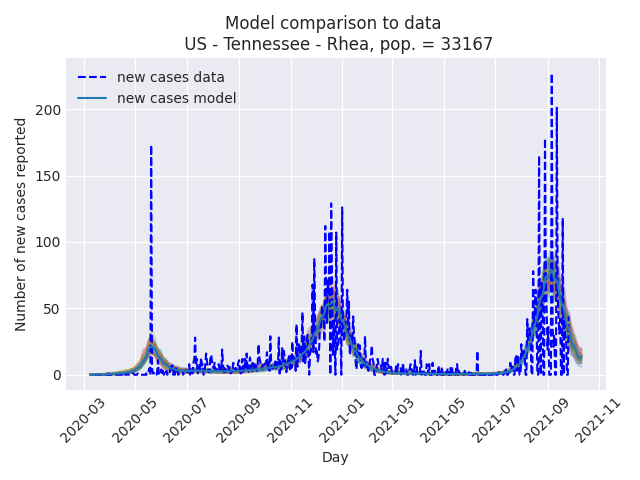 Model comparison to data
US - Tennessee - Rhea, pop. = 33167
new cases data
new cases model
Number of new cases reported
200
150
100
50
0
2020-03
2020-05
2020-07
2020-09
2020-11
2021-01
2021-03
2021-05
2021-07
2021-09
2021-11
Day